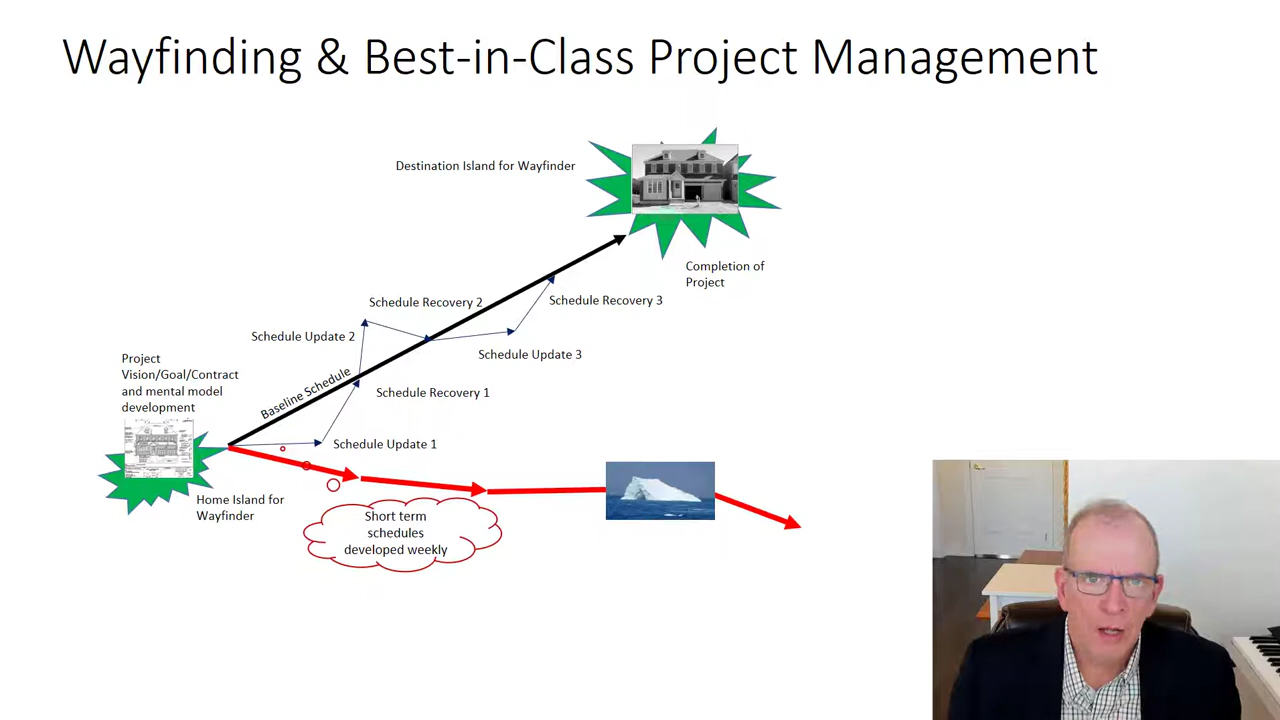 Wayfinding & Best-in-Class Project Management
Destination Island for Wayfinder
Completion of
Project
Schedule Recovery 2
Schedule Recovery 3
Schedule Update 2
Schedule Update 3
Project
Vision/Goal/Contract
and mental model
development
Baseline Schedule
Schedule Recovery 1
Schedule Update 1
Home Island for
Wayfinder
Short term
schedules
developed weekly